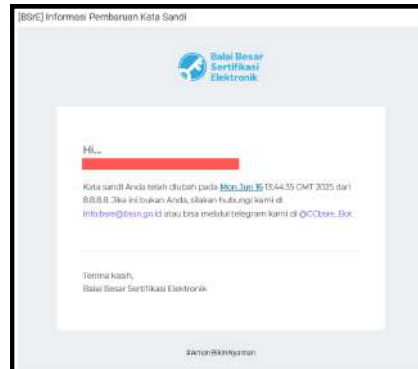 [BSrE] Informasi Pembaruan Kata Sandi
Balai Besar
Sertifikasi
Elektronik
Hi...
Kata sandi Anda telah diubah pada Mon Jun 16 13:44:35 GMT 2025 dari
8.8.8.8. Jika ini bukan Anda, silakan hubungi kami di
info.bsre@bssn.go.id atau bisa melalui telegram kami di @CCbsre_Bot.
Terima kasih,
Balai Besar Sertifikasi Elektronik
#AmanBikinNyaman